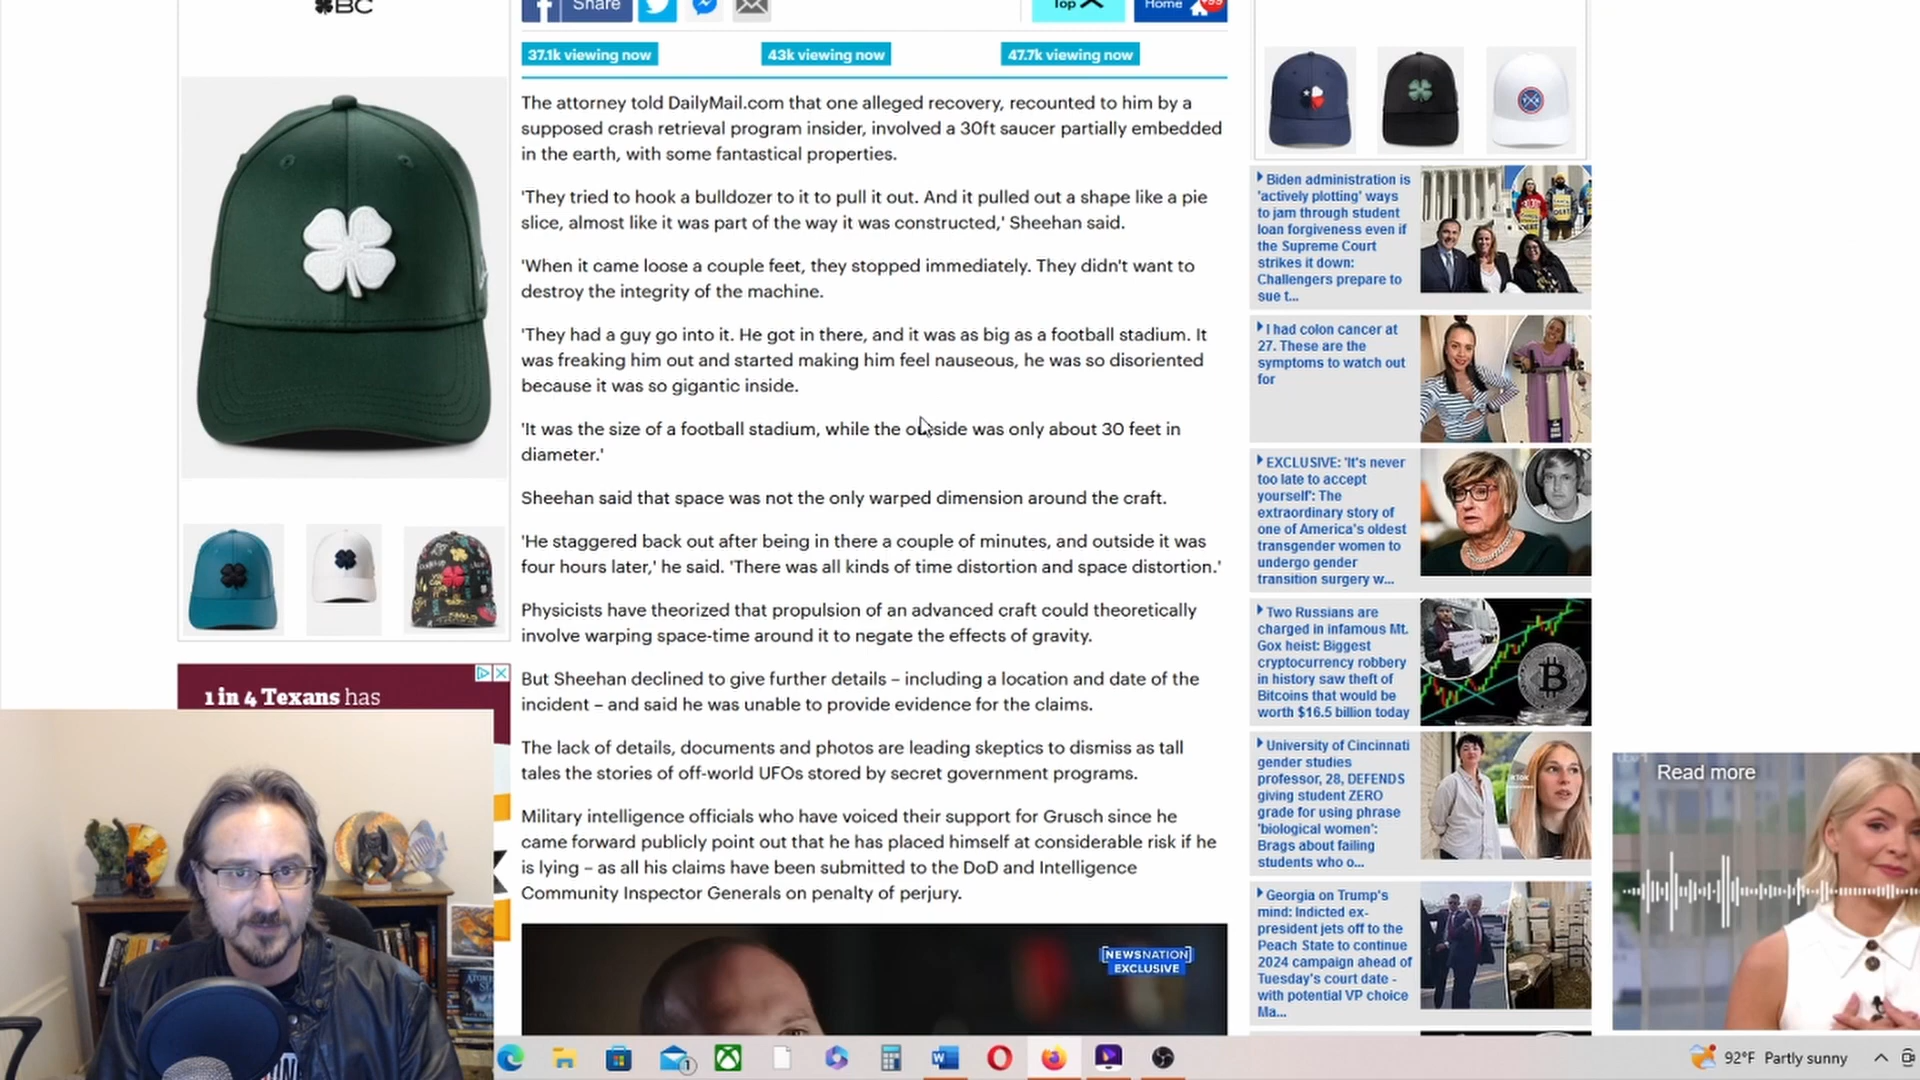 BC
Share
Top
Home
+99
37.1k viewing now
43k viewing now
47.7k viewing now
The attorney told DailyMail.com that one alleged recovery, recounted to him by a
supposed crash retrieval program insider, involved a 30ft saucer partially embedded
in the earth, with some fantastical properties.
'They tried to hook a bulldozer to it to pull it out. And it pulled out a shape like a pie
slice, almost like it was part of the way it was constructed,' Sheehan said.
'When it came loose a couple feet, they stopped immediately. They didn't want to
destroy the integrity of the machine.
'They had a guy go into it. He got in there, and it was as big as a football stadium. It
was freaking him out and started making him feel nauseous, he was so disoriented
because it was so gigantic inside.
'It was the size of a football stadium, while the outside was only about 30 feet in
diameter.'
Sheehan said that space was not the only warped dimension around the craft.
'He staggered back out after being in there a couple of minutes, and outside it was
four hours later,' he said. 'There was all kinds of time distortion and space distortion.'
Physicists have theorized that propulsion of an advanced craft could theoretically
involve warping space-time around it to negate the effects of gravity.
But Sheehan declined to give further details – including a location and date of the
incident – and said he was unable to provide evidence for the claims.
The lack of details, documents and photos are leading skeptics to dismiss as tall
tales the stories of off-world UFOs stored by secret government programs.
Military intelligence officials who have voiced their support for Grusch since he
came forward publicly point out that he has placed himself at considerable risk if he
is lying – as all his claims have been submitted to the DoD and Intelligence
Community Inspector Generals on penalty of perjury.
NEWSNATION
EXCLUSIVE
1 in 4 Texans has
Biden administration is
'actively plotting' ways
to jam through student
loan forgiveness even if
the Supreme Court
strikes it down:
Challengers prepare to
sue t...
I had colon cancer at
27. These are the
symptoms to watch out
for
EXCLUSIVE: 'It's never
too late to accept
yourself': The
extraordinary story of
one of America's oldest
transgender women to
undergo gender
transition surgery w...
Two Russians are
charged in infamous Mt.
Gox heist: Biggest
cryptocurrency robbery
in history saw theft of
Bitcoins that would be
worth $16.5 billion today
University of Cincinnati
gender studies
professor, 28, DEFENDS
giving student ZERO
grade for using phrase
'biological women':
Brags about failing
students who o...
Georgia on Trump's
mind: Indicted ex-
president jets off to the
Peach State to continue
2024 campaign ahead of
Tuesday's court date -
with potential VP choice
Ma...
Read more
1
92°F Partly sunny